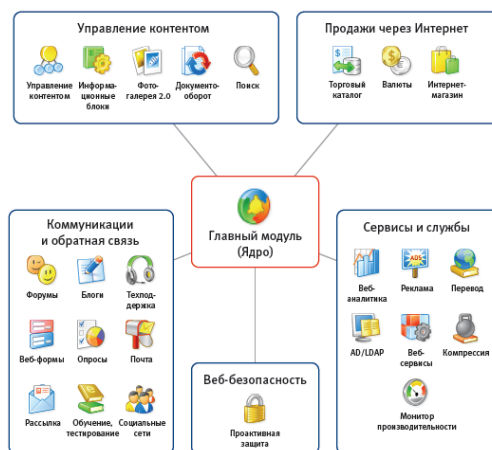 Управление контентом
Управление
контентом
Информа-
ционные
блоки
Фото-
галерея 2.0
Документо-
оборот
Поиск
Продажи через Интернет
Торговый
каталог
Валюты
Интернет-
магазин
Главный модуль
(Ядро)
Коммуникации
и обратная связь
Форумы
Блоги
Техпод-
держка
Веб-формы
Опросы
Почта
Рассылка
Обучение,
тестирование
Социальные
сети
Веб-безопасность
Проактивная
защита
Сервисы и службы
Веб-
аналитика
ADS
Реклама
Перевод
AD/LDAP
Веб-
сервисы
Компрессия
Монитор
производительности